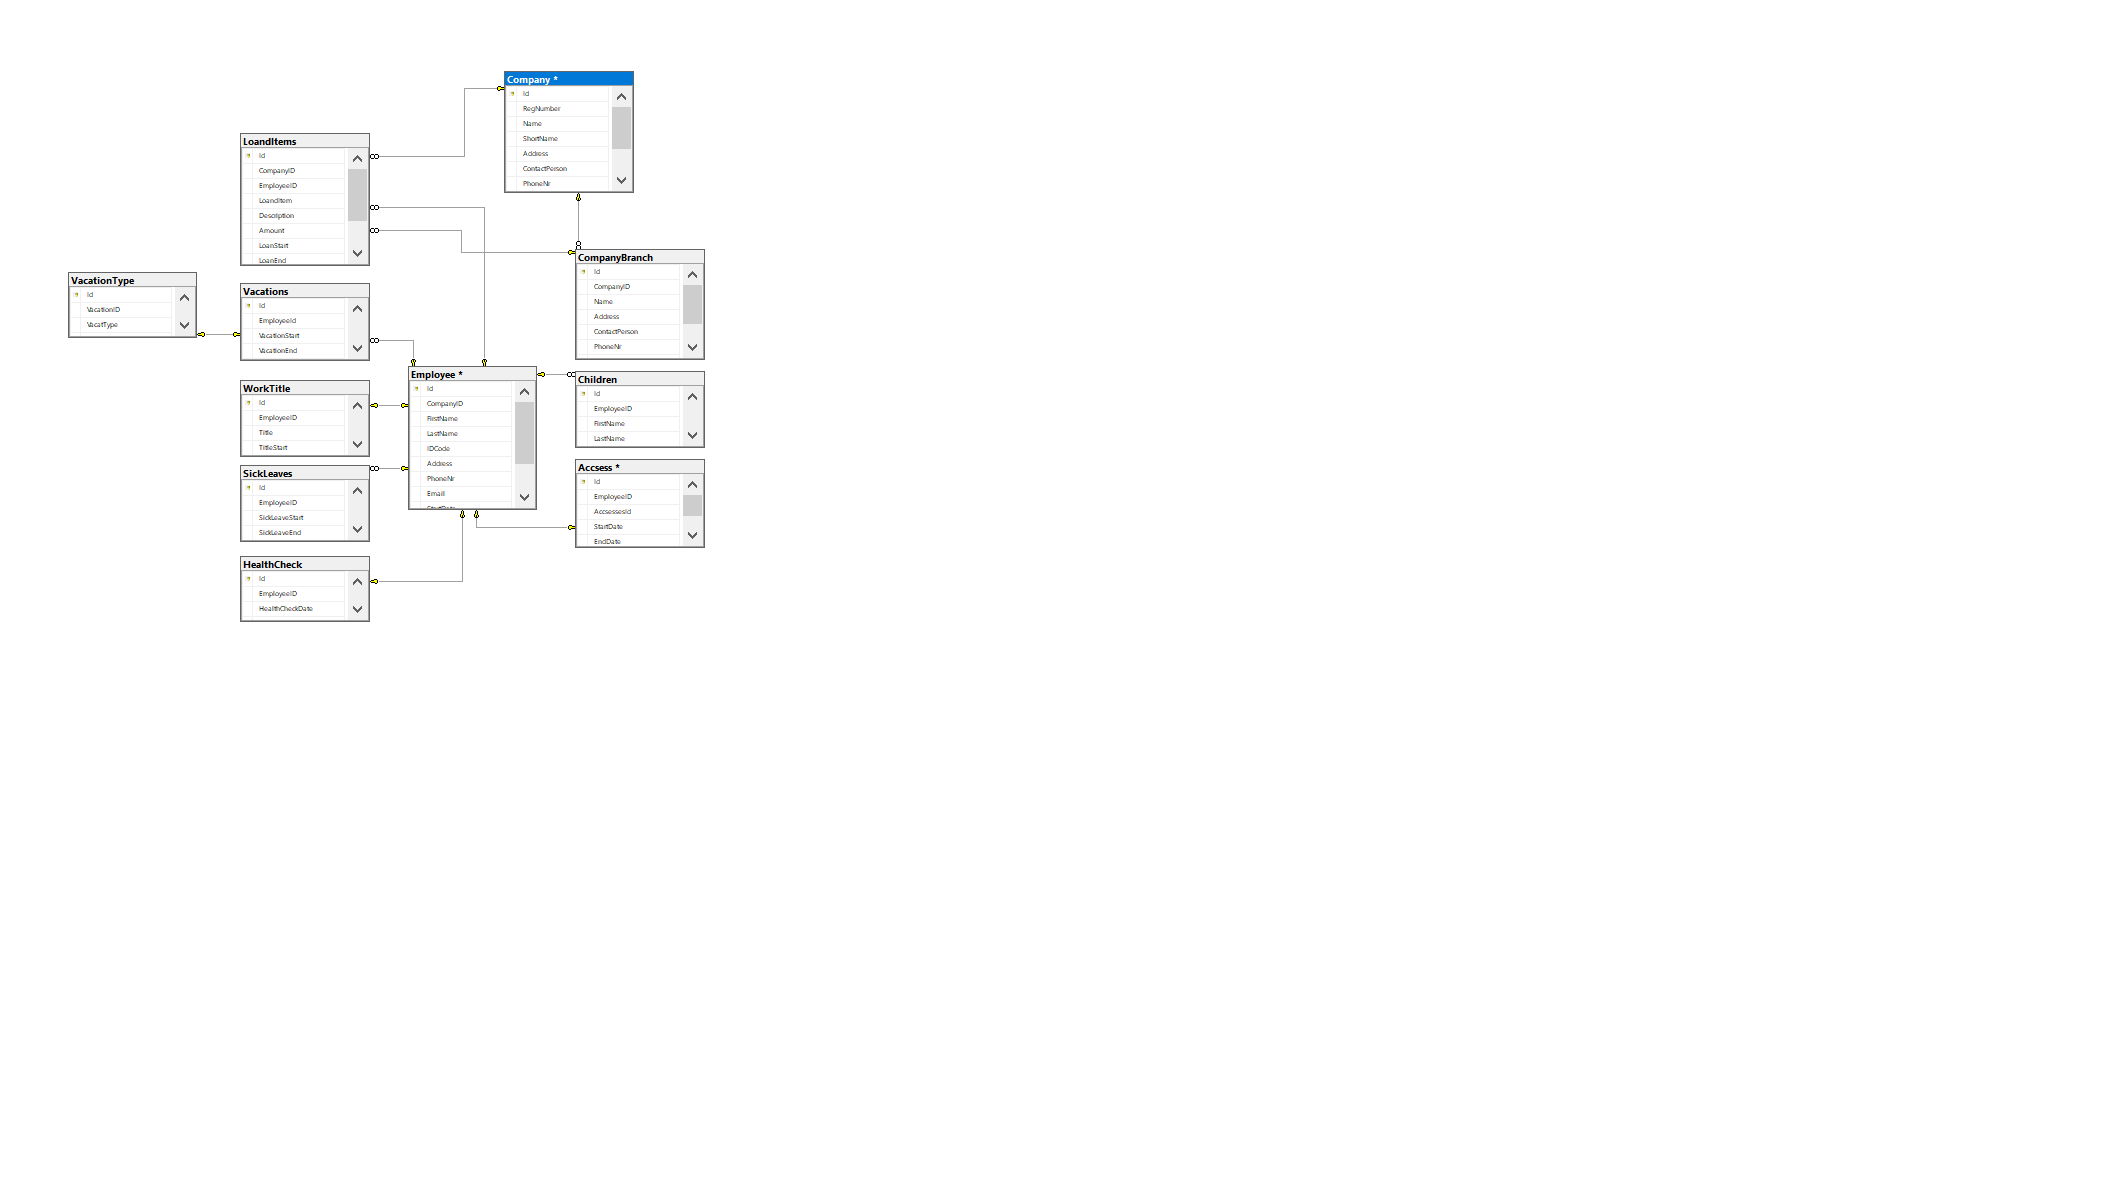 Company *
Id
RegNumber
Name
ShortName
Address
ContactPerson
PhoneNr
LoandItems
Id
CompanyID
EmployeeID
LoandItem
Description
Amount
LoanStart
LoanEnd
CompanyBranch
Id
CompanyID
Name
Address
ContactPerson
PhoneNr
VacationType
Id
VacationID
VacatType
Vacations
Id
EmployeeId
VacationStart
VacationEnd
Employee *
Id
CompanyID
FirstName
LastName
IDCode
Address
PhoneNr
Email
StartDate
Children
Id
EmployeeID
FirstName
LastName
WorkTitle
Id
EmployeeID
Title
TitleStart
Accsess *
Id
EmployeeID
AccsessesId
StartDate
EndDate
SickLeaves
Id
EmployeeID
SickLeaveStart
SickLeaveEnd
HealthCheck
Id
EmployeeID
HealthCheckDate